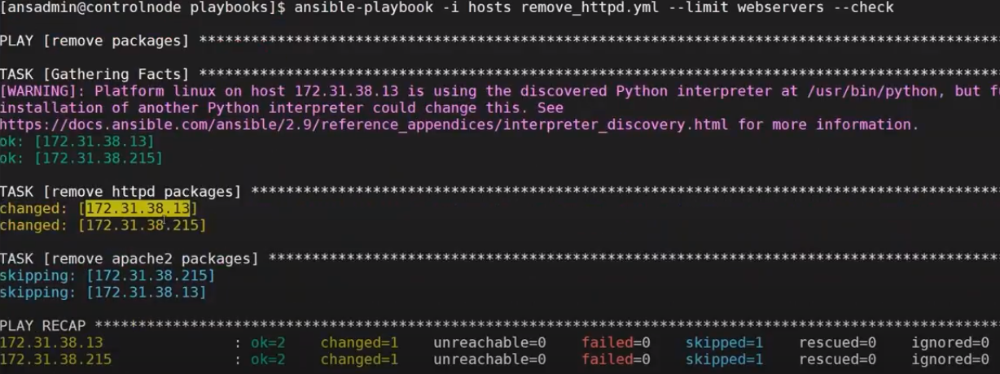 [ansadmin@controlnode playbooks]$ ansible-playbook -i hosts remove_httpd.yml --limit webservers --check
PLAY [remove packages] *******************************************************************************************
TASK [Gathering Facts] *******************************************************************************************
[WARNING]: Platform linux on host 172.31.38.13 is using the discovered Python interpreter at /usr/bin/python, but
installation of another Python interpreter could change this. See
https://docs.ansible.com/ansible/2.9/reference_appendices/interpreter_discovery.html for more information.
ok: [172.31.38.13]
ok: [172.31.38.215]
TASK [remove httpd packages] *************************************************************************************
changed: [172.31.38.13]
changed: [172.31.38.215]
TASK [remove apache2 packages] ***********************************************************************************
skipping: [172.31.38.215]
skipping: [172.31.38.13]
PLAY RECAP *******************************************************************************************************
172.31.38.13 : ok=2 changed=1 unreachable=0 failed=0 skipped=1 rescued=0 ignored=0
172.31.38.215 : ok=2 changed=1 unreachable=0 failed=0 skipped=1 rescued=0 ignored=0